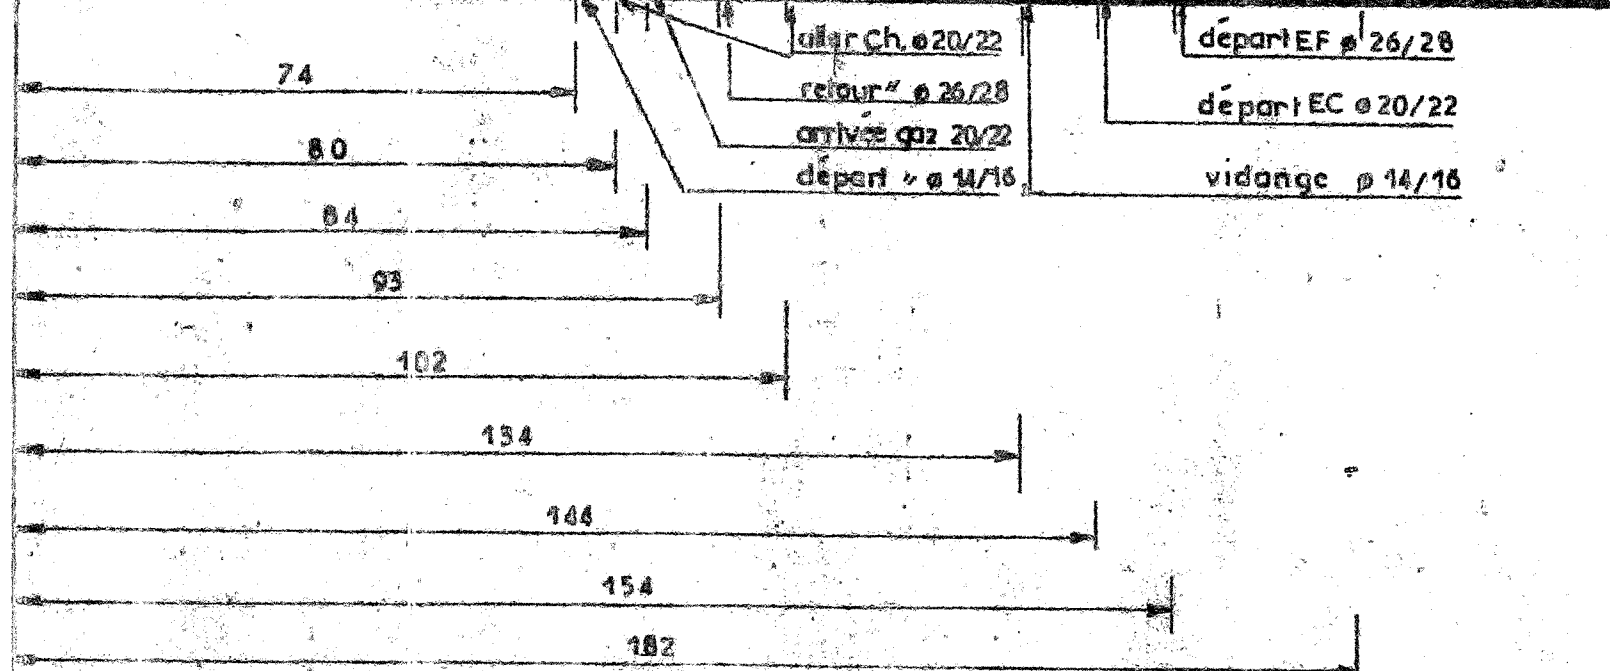 aller Ch. ø 20/22
retour " ø 26/28
arrivée gaz 20/22
départ " ø 14/16
départ EF ø 26/28
départ EC ø 20/22
vidange ø 14/16
74
80
84
93
102
134
144
154
182